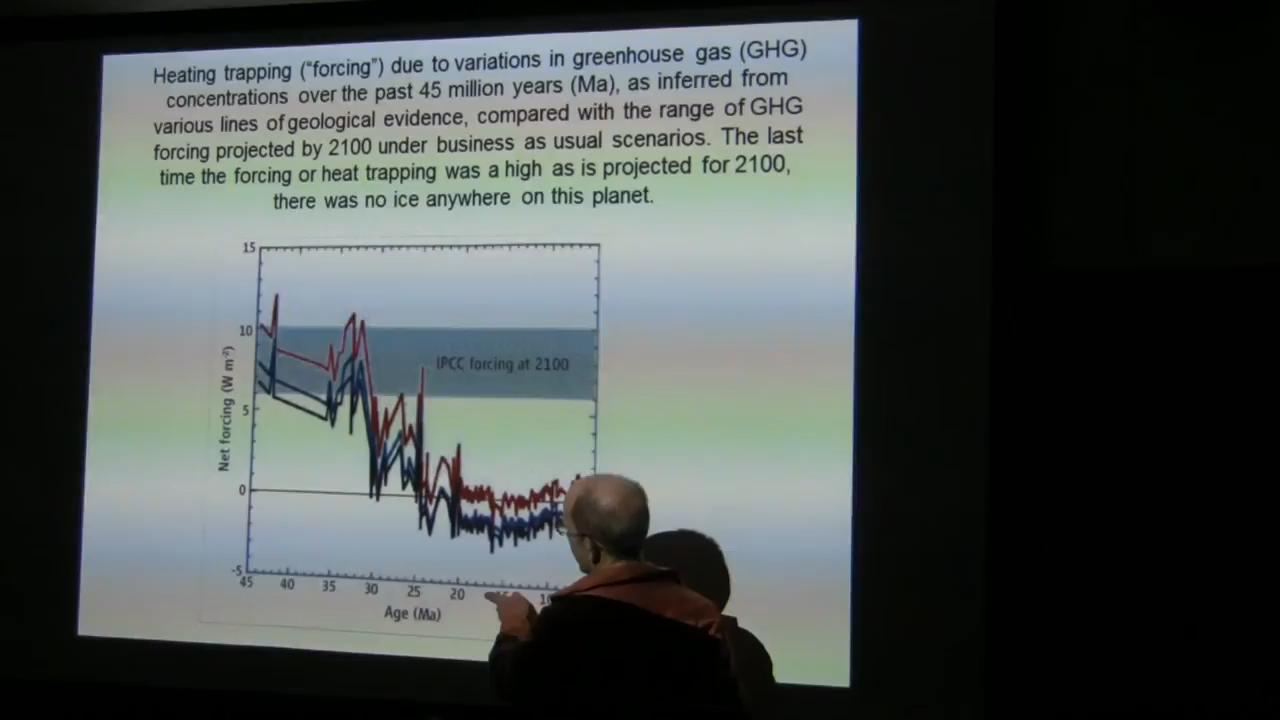 Heating trapping ("forcing") due to variations in greenhouse gas (GHG)
concentrations over the past 45 million years (Ma), as inferred from
various lines of geological evidence, compared with the range of GHG
forcing projected by 2100 under business as usual scenarios. The last
time the forcing or heat trapping was a high as is projected for 2100,
there was no ice anywhere on this planet.
15
10
IPCC forcing at 2100
Net forcing (W m⁻²)
5
0
-5
45 40 35 30 25 20
Age (Ma)